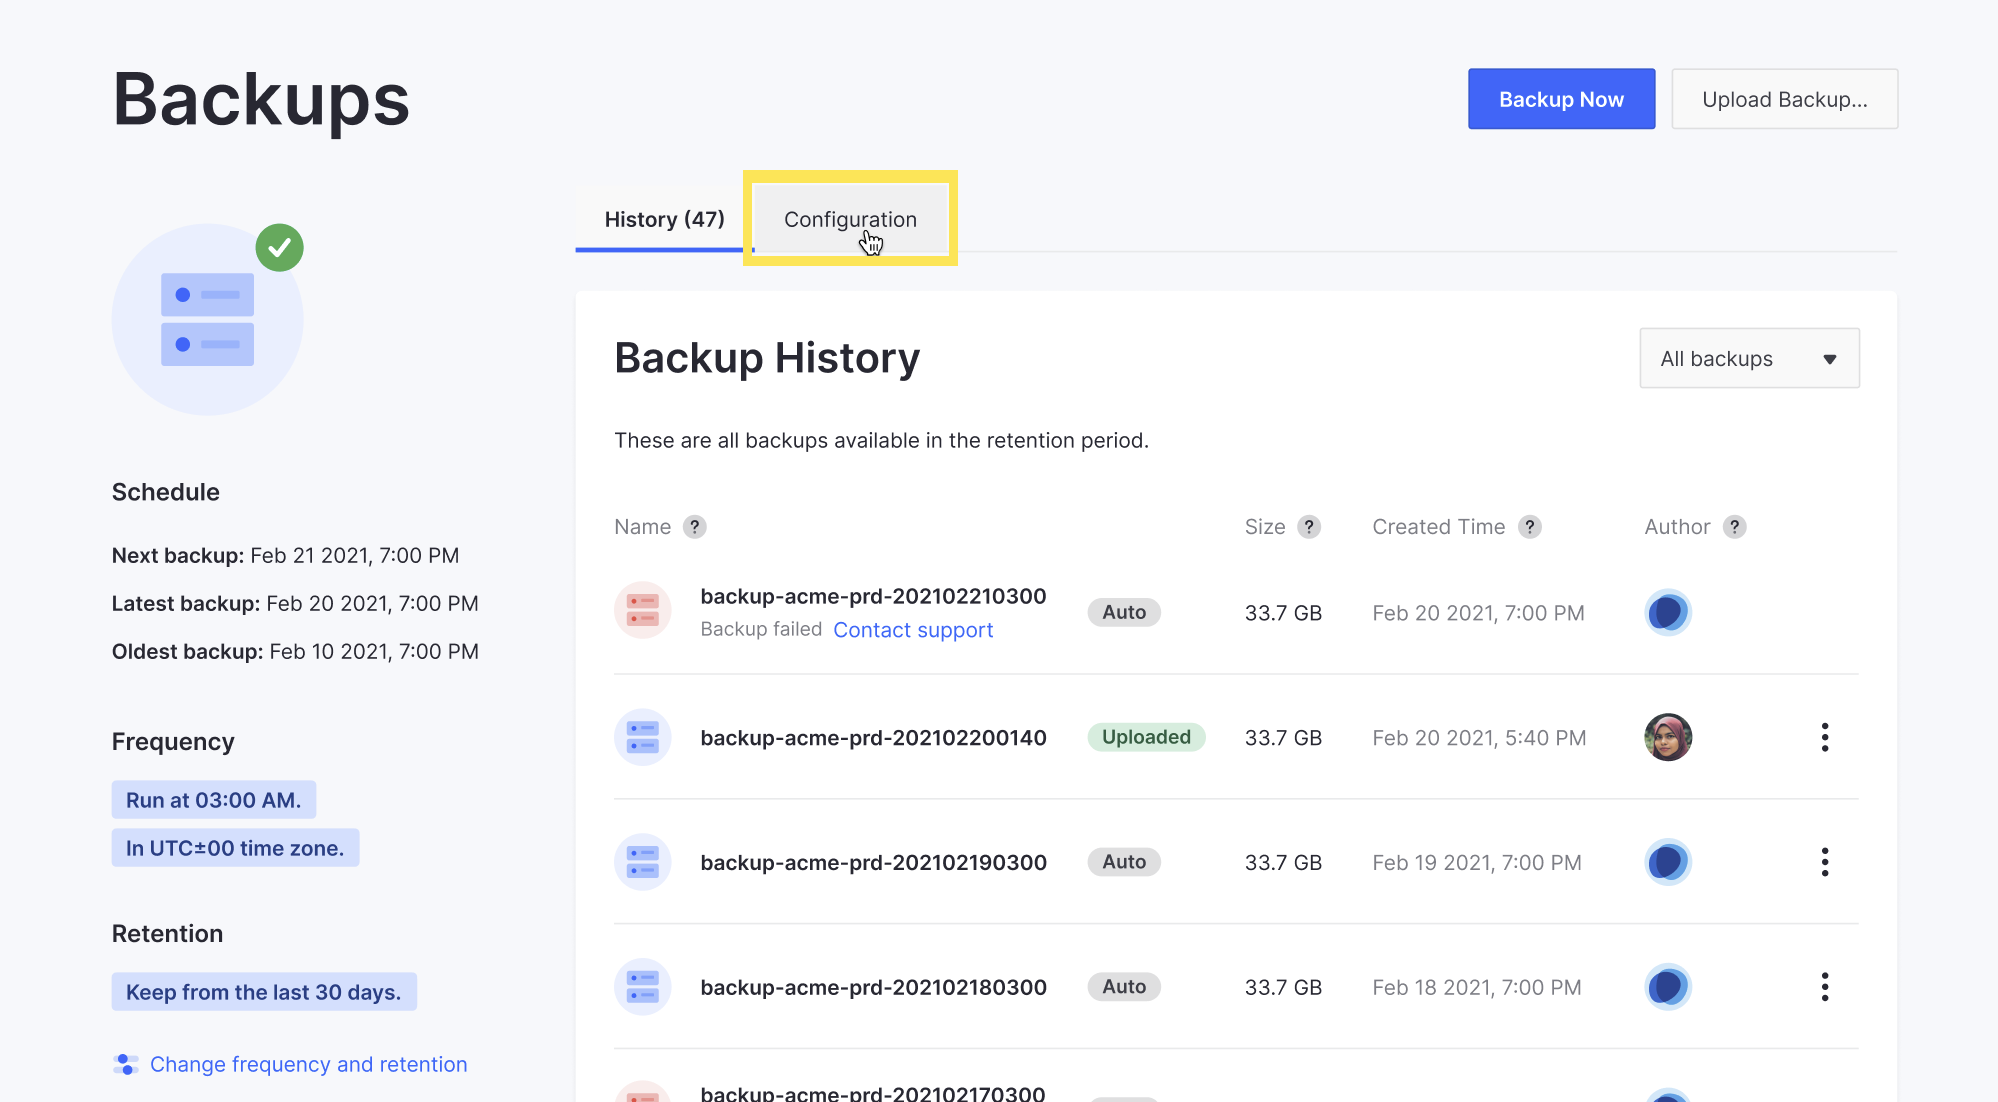 Backups
Backup Now
Upload Backup...
History (47)
Configuration
Schedule
Next backup: Feb 21 2021, 7:00 PM
Latest backup: Feb 20 2021, 7:00 PM
Oldest backup: Feb 10 2021, 7:00 PM
Frequency
Run at 03:00 AM.
In UTC±00 time zone.
Retention
Keep from the last 30 days.
Change frequency and retention
Backup History
All backups
These are all backups available in the retention period.
Name ? Size ? Created Time ? Author ?
backup-acme-prd-202102210300 Auto 33.7 GB Feb 20 2021, 7:00 PM
Backup failed Contact support
backup-acme-prd-202102200140 Uploaded 33.7 GB Feb 20 2021, 5:40 PM
backup-acme-prd-202102190300 Auto 33.7 GB Feb 19 2021, 7:00 PM
backup-acme-prd-202102180300 Auto 33.7 GB Feb 18 2021, 7:00 PM
backup-acme-prd-202102170300